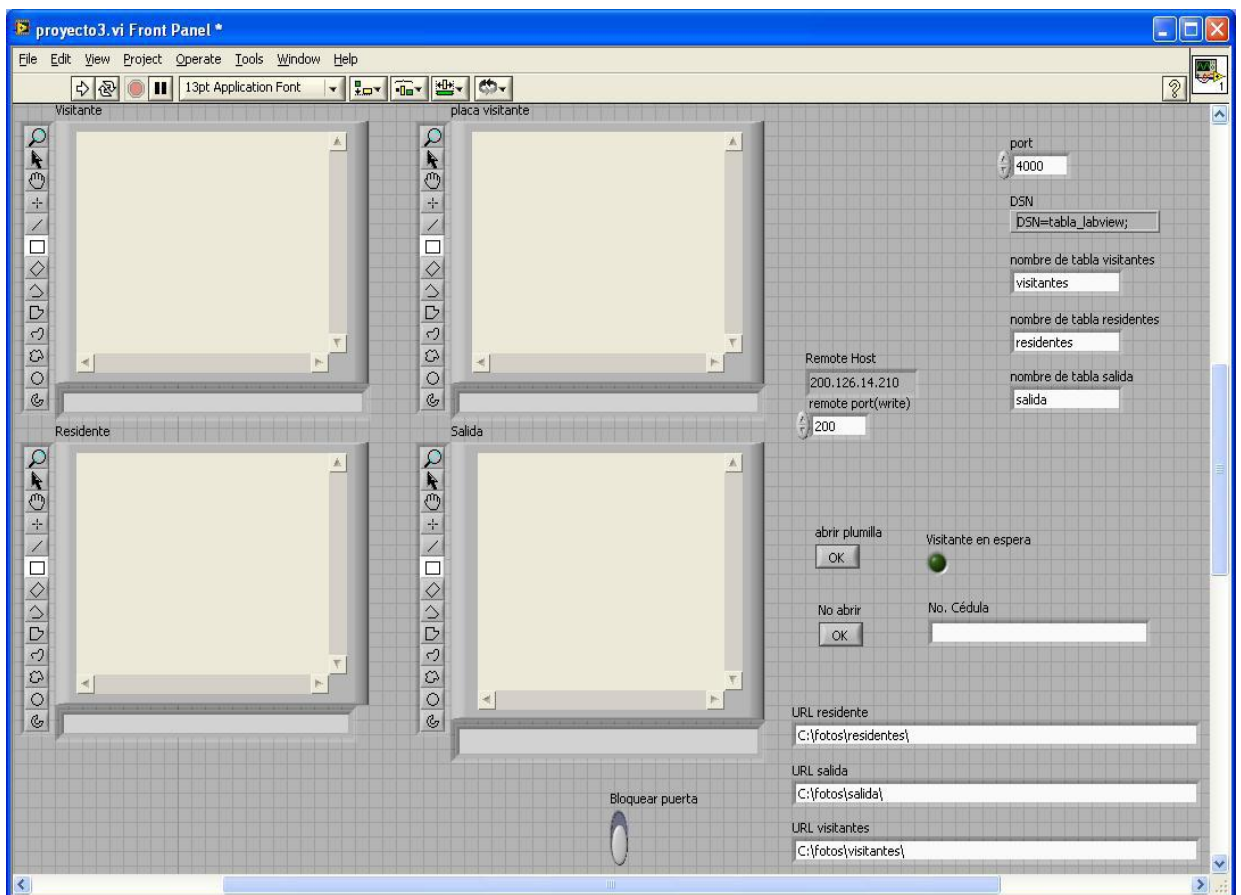 proyecto3.vi Front Panel *
File Edit View Project Operate Tools Window Help
13pt Application Font
1
Visitante
placa visitante
port
4000
DSN
DSN=tabla_labview;
nombre de tabla visitantes
visitantes
nombre de tabla residentes
residentes
Remote Host
nombre de tabla salida
200.126.14.210
salida
remote port(write)
200
Residente
Salida
abrir plumilla
Visitante en espera
OK
No abrir
No. Cédula
OK
URL residente
C:\fotos\residentes\
URL salida
C:\fotos\salida\
Bloquear puerta
URL visitantes
C:\fotos\visitantes\